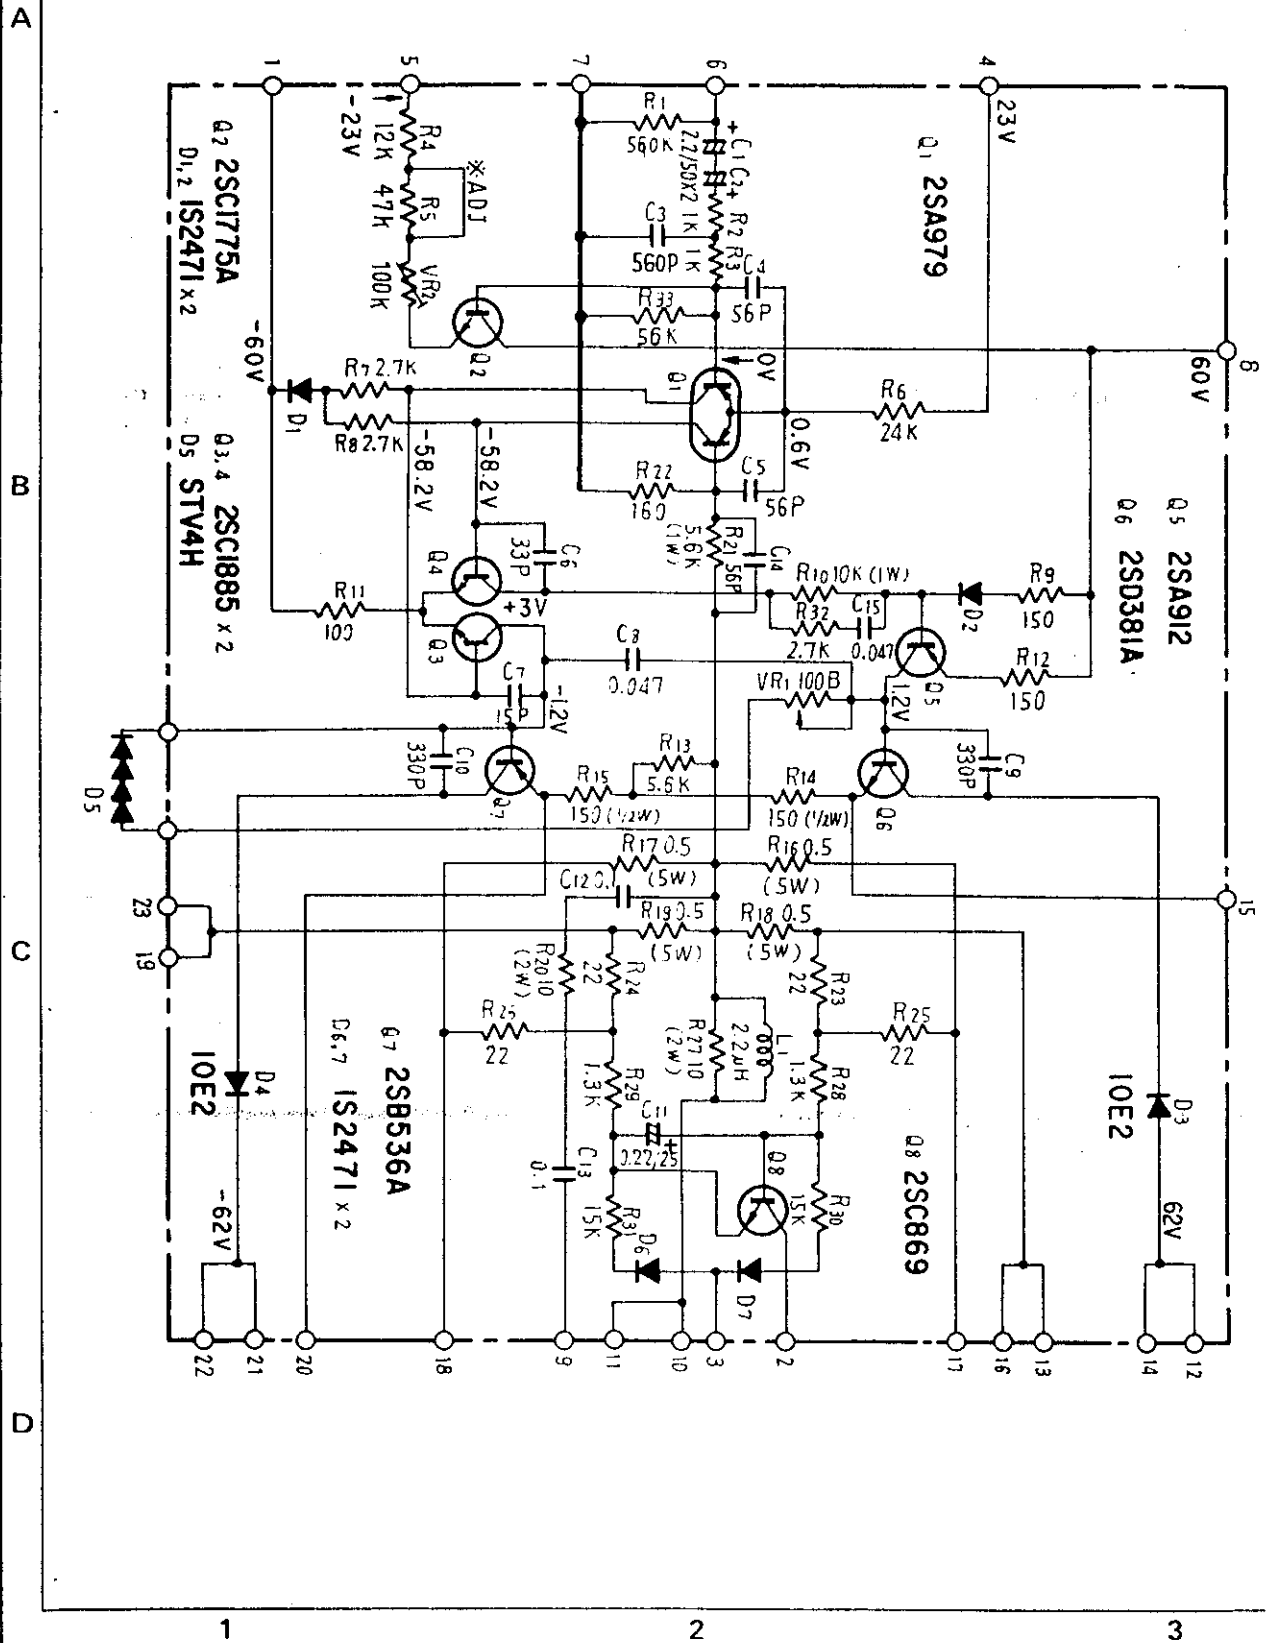 A
B
C
D
1
2
3
1
5
7
6
4
-23V
R4
12K
※ADJ
R5
47K
VR2
100K
R1
560K
C1
C2
2.2/50X2
R2
1K
R3
1K
C3
560P
C4
56P
R33
56K
Q1 2SA979
23V
8
60V
Q2 2SC1775A
D1,2 1S2471 x 2
-60V
D1
R7 2.7K
R8 2.7K
Q2
Q1
0V
R6
24K
0.6V
Q3,4 2SC1885 x 2
D5 STV4H
-58.2V
-58.2V
R22
160
C5
56P
R21
5.6K
(1W)
C14
56P
Q5 2SA912
Q6 2SD381A
R11
100
Q4
C6
33P
+3V
Q3
C7
15P
-1.2V
C8
0.047
R10 10K (1W)
R32
2.7K
C15
0.047
D2
R9
150
R12
150
Q5
VR1 100B
1.2V
D5
C10
330P
Q7
R15
150 (1/2W)
R13
5.6K
R14
150 (1/2W)
Q6
C9
330P
R17 0.5
(5W)
R16 0.5
(5W)
C12
15
23
19
R19 0.5
(5W)
R18 0.5
(5W)
R20 10
(2W)
R24
22
R23
22
R25
22
22
R27 10
(2W)
L1
2.2μH
R29
1.3K
R28
1.3K
Q7 2SB536A
D6,7 1S2471 x 2
D4
10E2
D3
10E2
C11
0.22/25
Q8
Q8 2SC869
C13
0.1
R31
15K
R30
15K
D6
D7
-62V
62V
22
21
20
18
9
11
10
3
2
17
16
13
14
12